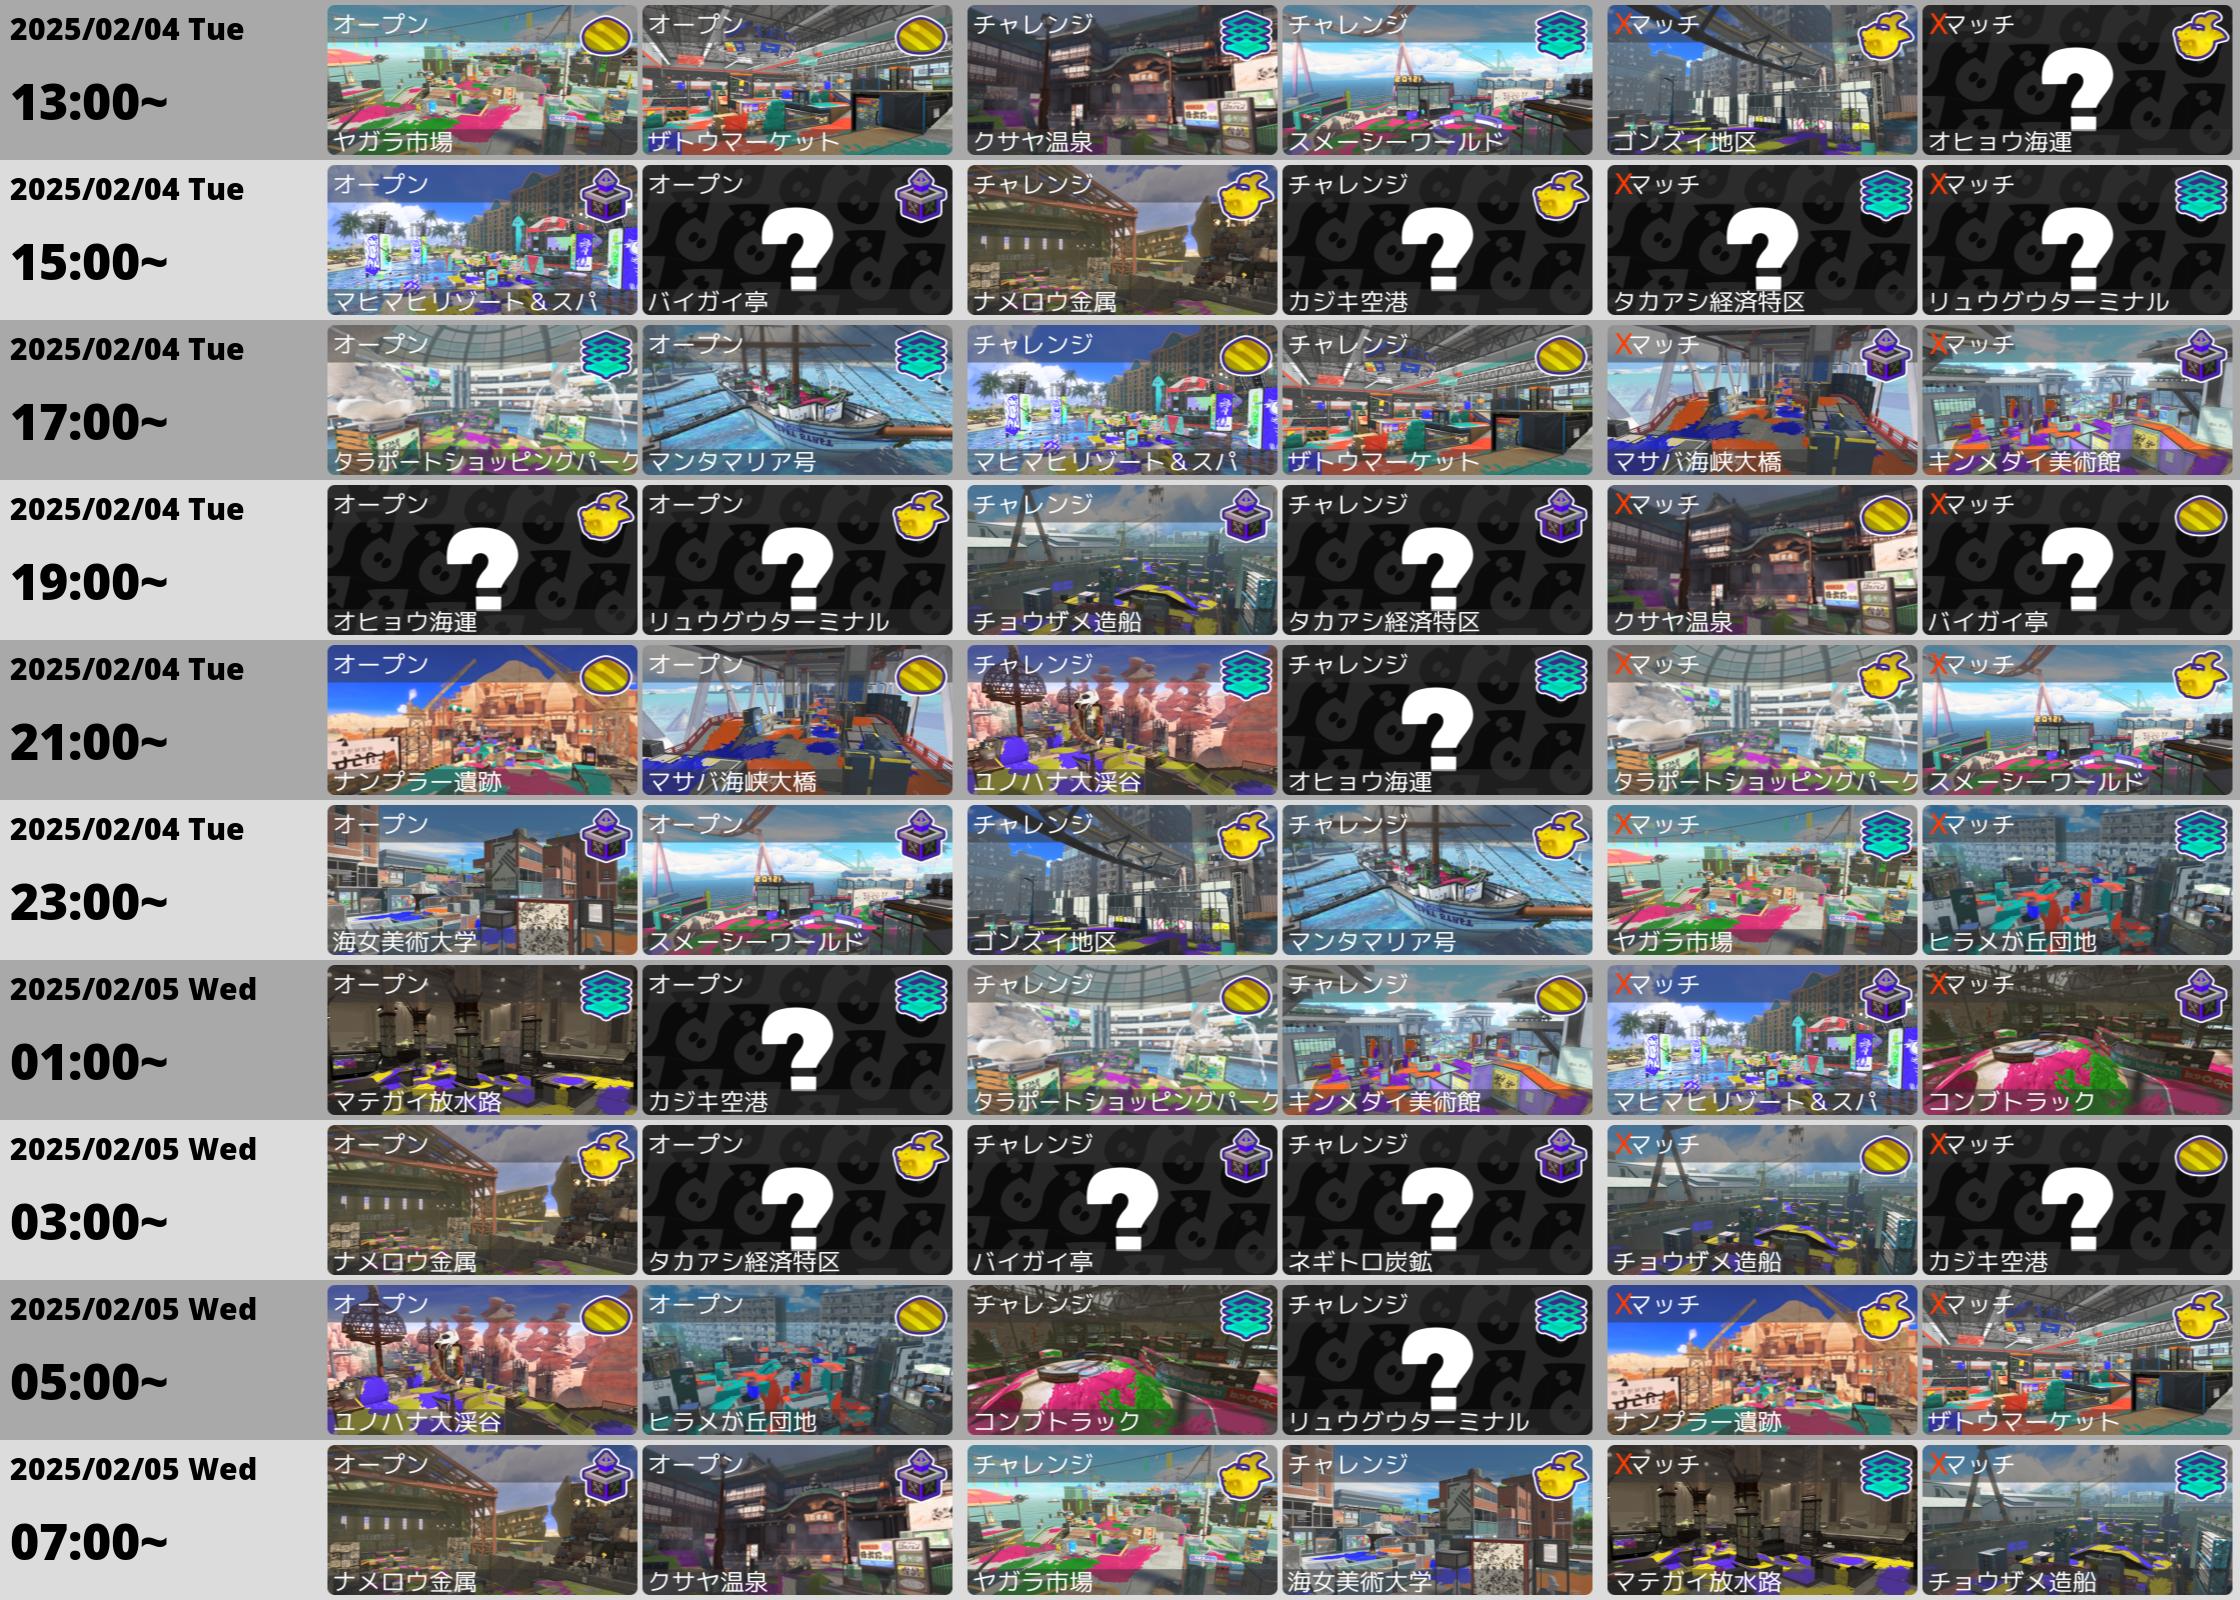 2025/02/04 Tue
13:00~
オープン
ヤガラ市場
オープン
ザトウマーケット
チャレンジ
クサヤ温泉
チャレンジ
スメーシーワールド
Xマッチ
ゴンズイ地区
Xマッチ
オヒョウ海運
2025/02/04 Tue
15:00~
オープン
マヒマヒリゾート＆スパ
オープン
バイガイ亭
チャレンジ
ナメロウ金属
チャレンジ
カジキ空港
Xマッチ
タカアシ経済特区
Xマッチ
リュウグウターミナル
2025/02/04 Tue
17:00~
オープン
タラポートショッピングパーク
オープン
マンタマリア号
チャレンジ
マヒマヒリゾート＆スパ
チャレンジ
ザトウマーケット
Xマッチ
マサバ海峡大橋
Xマッチ
キンメダイ美術館
2025/02/04 Tue
19:00~
オープン
オヒョウ海運
オープン
リュウグウターミナル
チャレンジ
チョウザメ造船
チャレンジ
タカアシ経済特区
Xマッチ
クサヤ温泉
Xマッチ
バイガイ亭
2025/02/04 Tue
21:00~
オープン
ナンプラー遺跡
オープン
マサバ海峡大橋
チャレンジ
ユノハナ大渓谷
チャレンジ
オヒョウ海運
Xマッチ
タラポートショッピングパーク
Xマッチ
スメーシーワールド
2025/02/04 Tue
23:00~
オープン
海女美術大学
オープン
スメーシーワールド
チャレンジ
ゴンズイ地区
チャレンジ
マンタマリア号
Xマッチ
ヤガラ市場
Xマッチ
ヒラメが丘団地
2025/02/05 Wed
01:00~
オープン
マテガイ放水路
オープン
カジキ空港
チャレンジ
タラポートショッピングパーク
チャレンジ
キンメダイ美術館
Xマッチ
マヒマヒリゾート＆スパ
Xマッチ
コンブトラック
2025/02/05 Wed
03:00~
オープン
ナメロウ金属
オープン
タカアシ経済特区
チャレンジ
バイガイ亭
チャレンジ
ネギトロ炭鉱
Xマッチ
チョウザメ造船
Xマッチ
カジキ空港
2025/02/05 Wed
05:00~
オープン
ユノハナ大渓谷
オープン
ヒラメが丘団地
チャレンジ
コンブトラック
チャレンジ
リュウグウターミナル
Xマッチ
ナンプラー遺跡
Xマッチ
ザトウマーケット
2025/02/05 Wed
07:00~
オープン
ナメロウ金属
オープン
クサヤ温泉
チャレンジ
ヤガラ市場
チャレンジ
海女美術大学
Xマッチ
マテガイ放水路
Xマッチ
チョウザメ造船